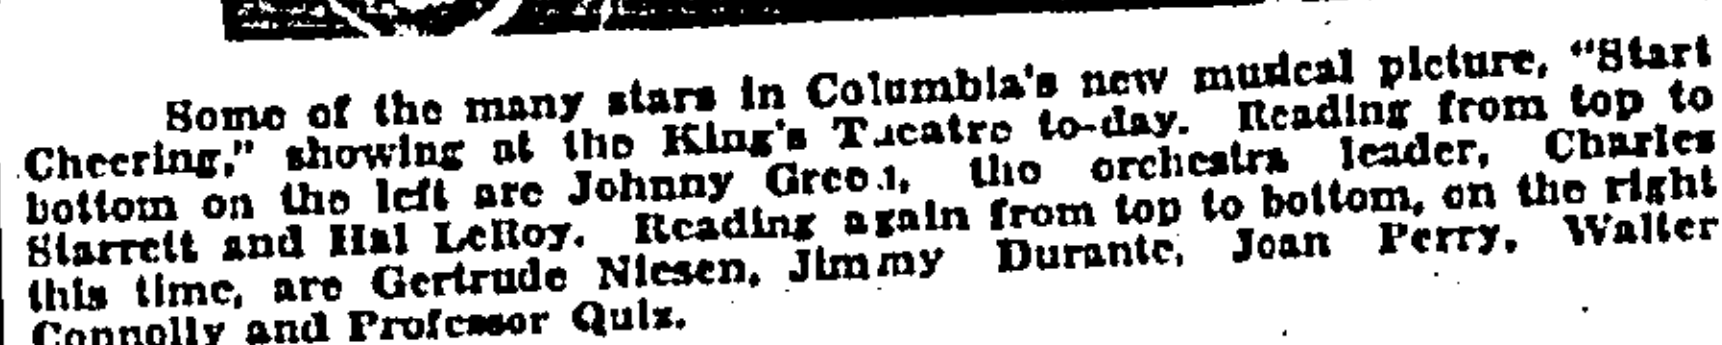 Some of the many stars in Columbia's new musical picture, "Start
Cheering," showing at the King's Theatre to-day. Reading from top to
bottom on the left are Johnny Green, the orchestra leader, Charles
Starrett and Hal LeRoy. Reading again from top to bottom, on the right
this time, are Gertrude Niesen, Jimmy Durante, Joan Perry, Walter
Connolly and Professor Quiz.